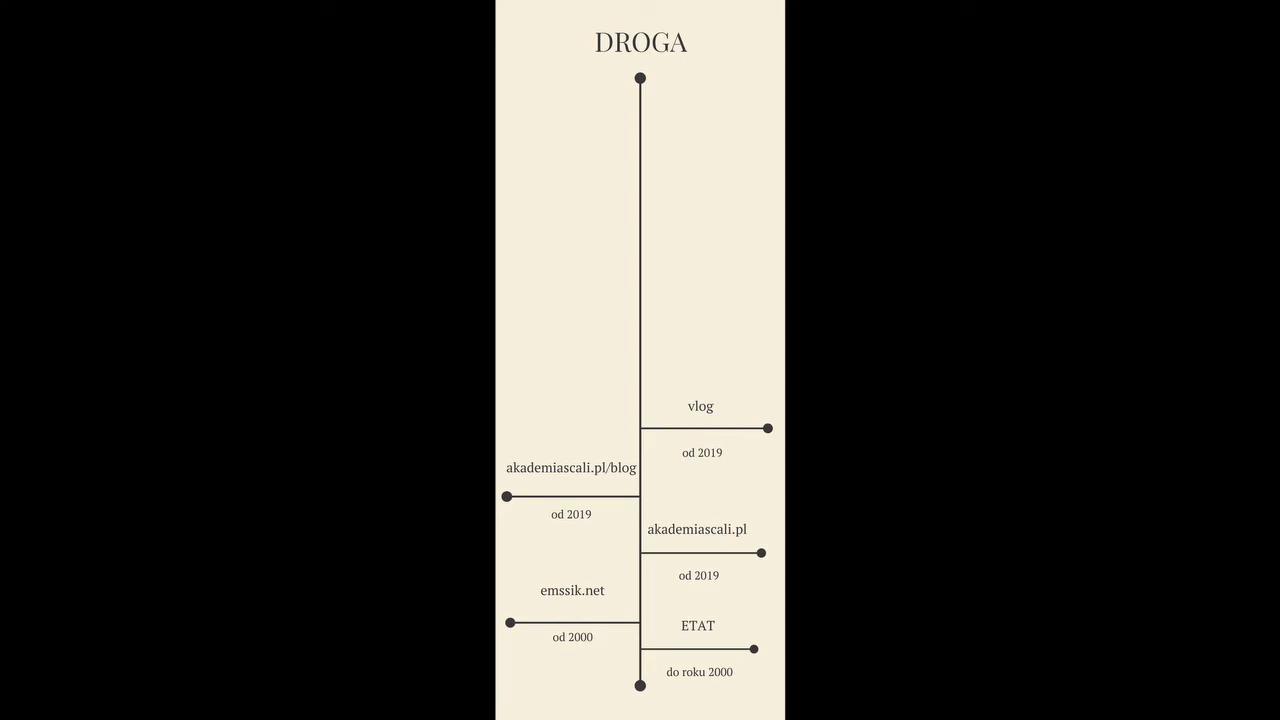 DROGA
vlog
od 2019
akademiascali.pl/blog
od 2019
akademiascali.pl
od 2019
emssik.net
od 2000
ETAT
do roku 2000